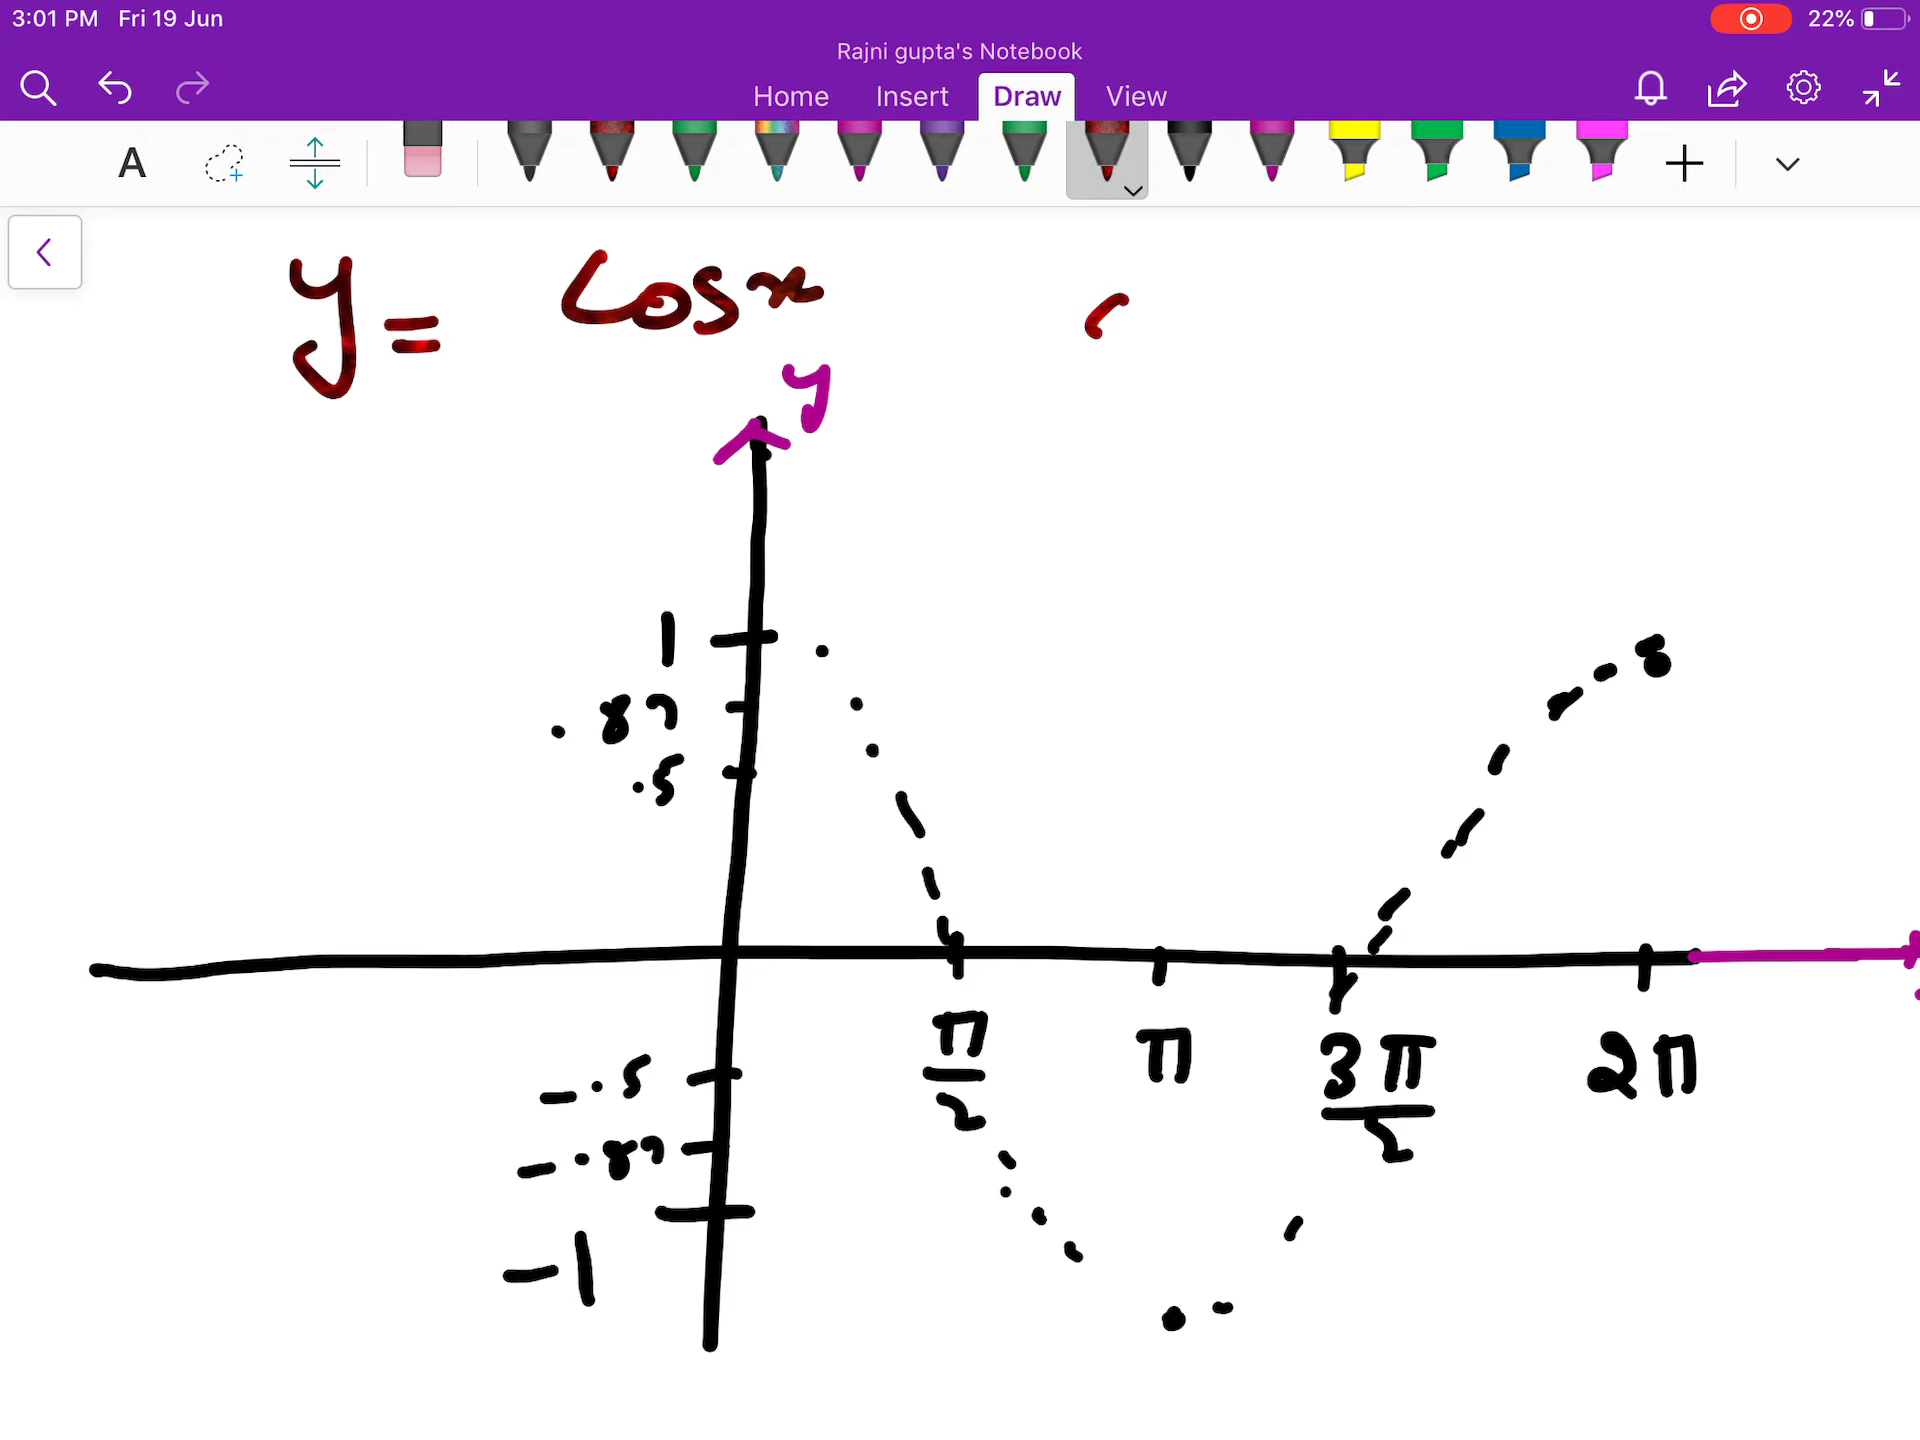 3:01 PM Fri 19 Jun 22%
Rajni gupta's Notebook
Home Insert Draw View
A
y = cos x
y
1
.87
.5
-.5
-.87
-1
π/2 π 3π/2 2π